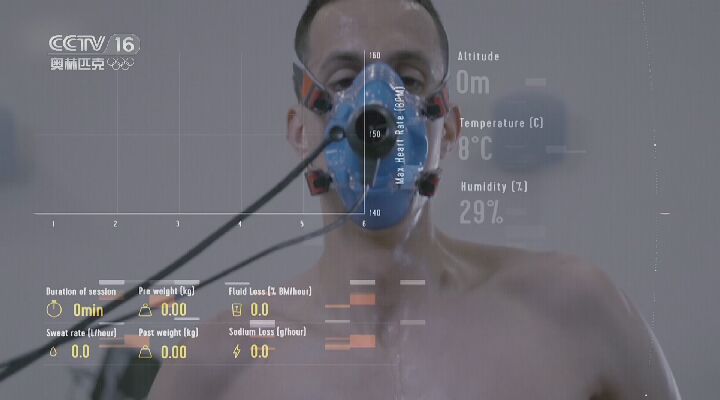 CCTV 16
奥林匹克
160
150
140
Max Heart Rate (BPM)
1 2 3 4 5 6
Altitude
0m
Temperature (C)
8°C
Humidity (%)
29%
Duration of session Pre weight (kg) Fluid Loss (% BM/hour)
0min 0.00 0.0
Sweat rate (L/hour) Past weight (kg) Sodium Loss (g/hour)
0.0 0.00 0.0